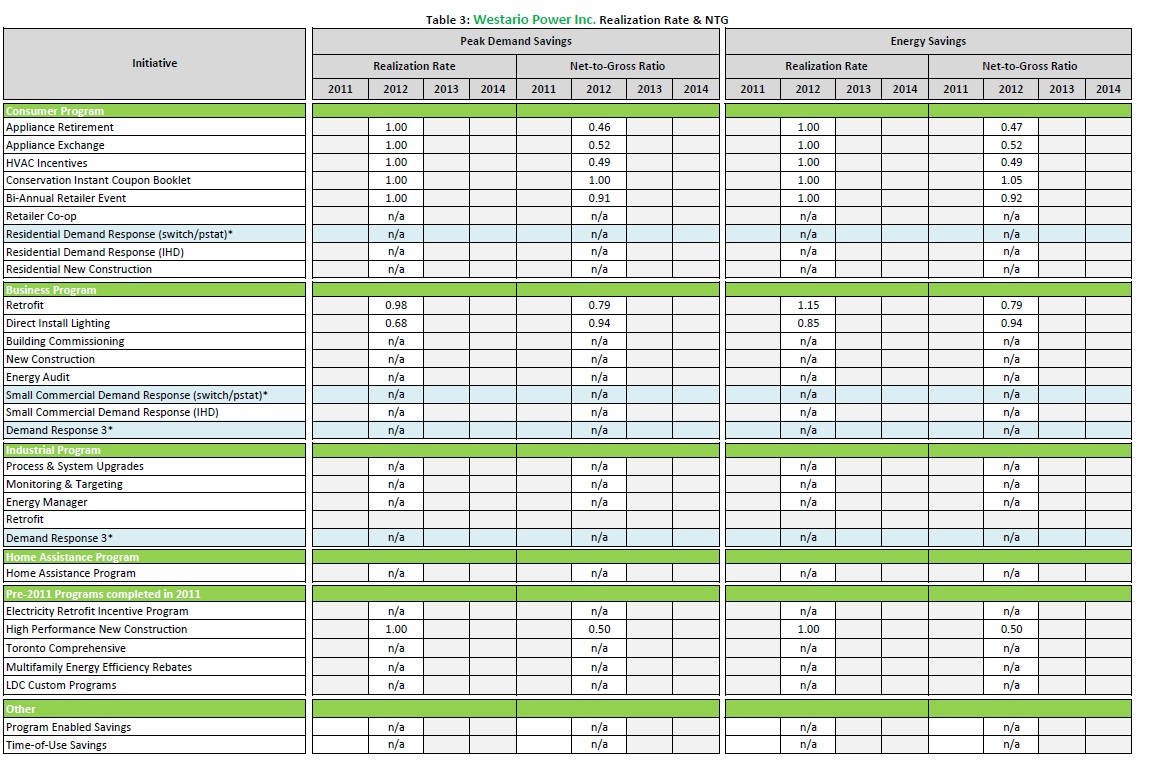 Table 3: Westario Power Inc. Realization Rate & NTG
Initiative Peak Demand Savings Energy Savings
Realization Rate Net-to-Gross Ratio Realization Rate Net-to-Gross Ratio
2011 2012 2013 2014 2011 2012 2013 2014 2011 2012 2013 2014 2011 2012 2013 2014
Consumer Program
Appliance Retirement 1.00 0.46 1.00 0.47
Appliance Exchange 1.00 0.52 1.00 0.52
HVAC Incentives 1.00 0.49 1.00 0.49
Conservation Instant Coupon Booklet 1.00 1.00 1.00 1.05
Bi-Annual Retailer Event 1.00 0.91 1.00 0.92
Retailer Co-op n/a n/a n/a n/a
Residential Demand Response (switch/pstat)* n/a n/a n/a n/a
Residential Demand Response (IHD) n/a n/a n/a n/a
Residential New Construction n/a n/a n/a n/a
Business Program
Retrofit 0.98 0.79 1.15 0.79
Direct Install Lighting 0.68 0.94 0.85 0.94
Building Commissioning n/a n/a n/a n/a
New Construction n/a n/a n/a n/a
Energy Audit n/a n/a n/a n/a
Small Commercial Demand Response (switch/pstat)* n/a n/a n/a n/a
Small Commercial Demand Response (IHD) n/a n/a n/a n/a
Demand Response 3* n/a n/a n/a n/a
Industrial Program
Process & System Upgrades n/a n/a n/a n/a
Monitoring & Targeting n/a n/a n/a n/a
Energy Manager n/a n/a n/a n/a
Retrofit
Demand Response 3* n/a n/a n/a n/a
Home Assistance Program
Home Assistance Program n/a n/a n/a n/a
Pre-2011 Programs completed in 2011
Electricity Retrofit Incentive Program n/a n/a n/a n/a
High Performance New Construction 1.00 0.50 1.00 0.50
Toronto Comprehensive n/a n/a n/a n/a
Multifamily Energy Efficiency Rebates n/a n/a n/a n/a
LDC Custom Programs n/a n/a n/a n/a
Other
Program Enabled Savings n/a n/a n/a n/a
Time-of-Use Savings n/a n/a n/a n/a